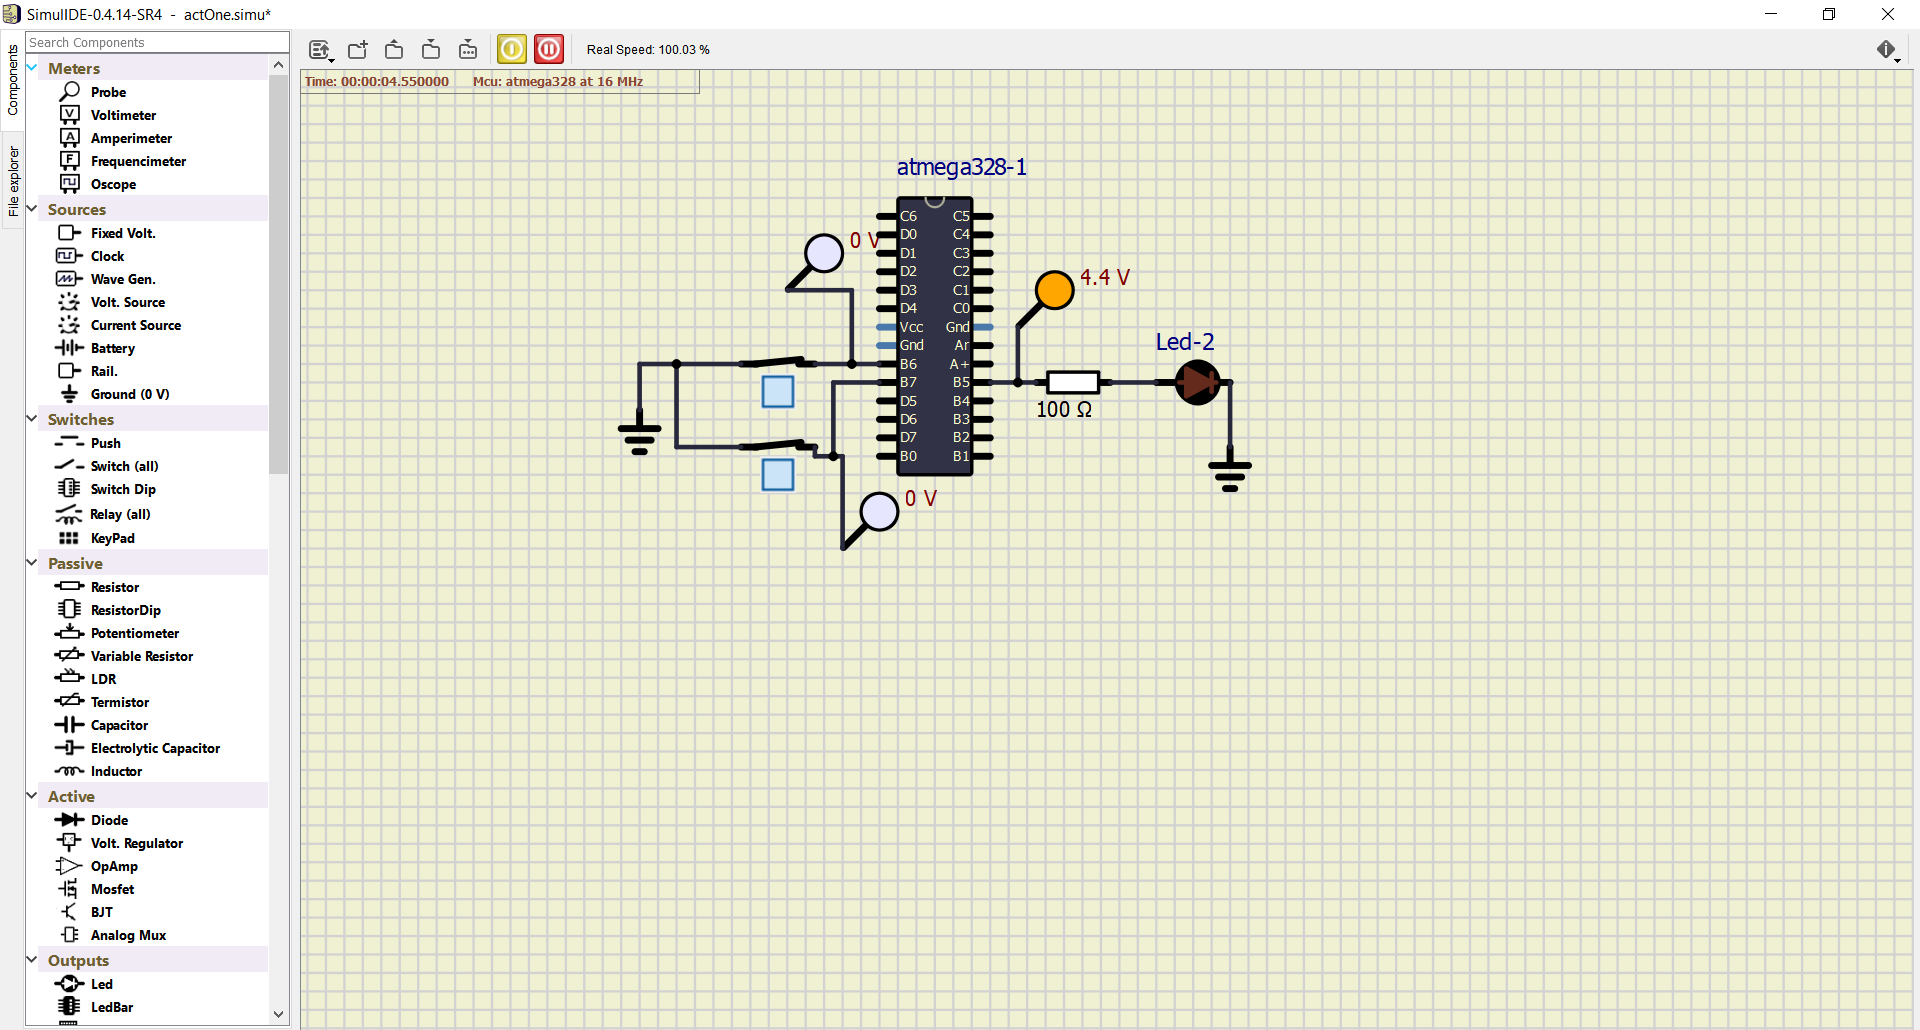 SimulIDE-0.4.14-SR4 - actOne.simu*
Components
File explorer
Search Components
Meters
Probe
Voltimeter
Amperimeter
Frequencimeter
Oscope
Sources
Fixed Volt.
Clock
Wave Gen.
Volt. Source
Current Source
Battery
Rail.
Ground (0 V)
Switches
Push
Switch (all)
Switch Dip
Relay (all)
KeyPad
Passive
Resistor
ResistorDip
Potentiometer
Variable Resistor
LDR
Termistor
Capacitor
Electrolytic Capacitor
Inductor
Active
Diode
Volt. Regulator
OpAmp
Mosfet
BJT
Analog Mux
Outputs
Led
LedBar
Real Speed: 100.03 %
Time: 00:00:04.550000 Mcu: atmega328 at 16 MHz
atmega328-1
C6 C5
D0 C4
D1 C3
D2 C2
D3 C1
D4 C0
Vcc Gnd
Gnd Ar
B6 A+
B7 B5
D5 B4
D6 B3
D7 B2
B0 B1
0 V
4.4 V
Led-2
100 Ω
0 V